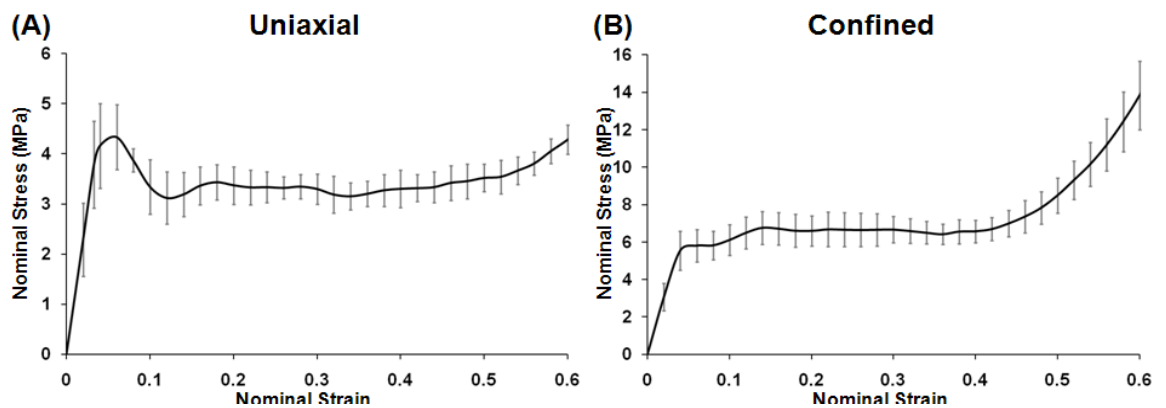 (A) Uniaxial
6
5
4
3
2
1
0
Nominal Stress (MPa)
0 0.1 0.2 0.3 0.4 0.5 0.6
Nominal Strain
(B) Confined
16
14
12
10
8
6
4
2
0
Nominal Stress (MPa)
0 0.1 0.2 0.3 0.4 0.5 0.6
Nominal Strain